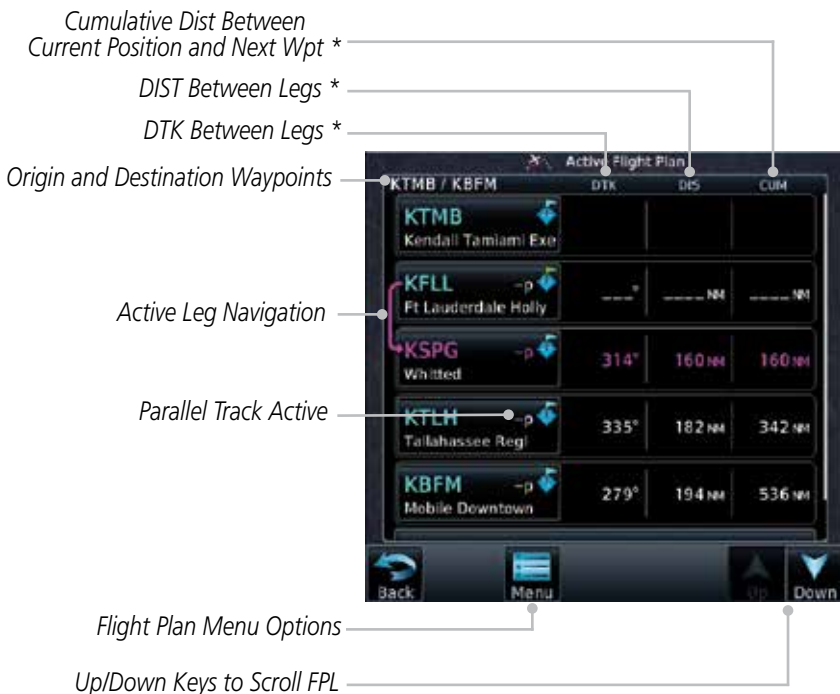 Cumulative Dist Between
Current Position and Next Wpt *
DIST Between Legs *
DTK Between Legs *
Origin and Destination Waypoints
Active Leg Navigation
Parallel Track Active
Flight Plan Menu Options
Up/Down Keys to Scroll FPL
Active Flight Plan
KTMB / KBFM DTK DIS CUM
KTMB
Kendall Tamiami Exe
KFLL –p ___° ____NM ____NM
Ft Lauderdale Holly
KSPG –p 314° 160NM 160NM
Whitted
KTLH –p 335° 182NM 342NM
Tallahassee Regl
KBFM –p 279° 194NM 536NM
Mobile Downtown
Back Menu Up Down